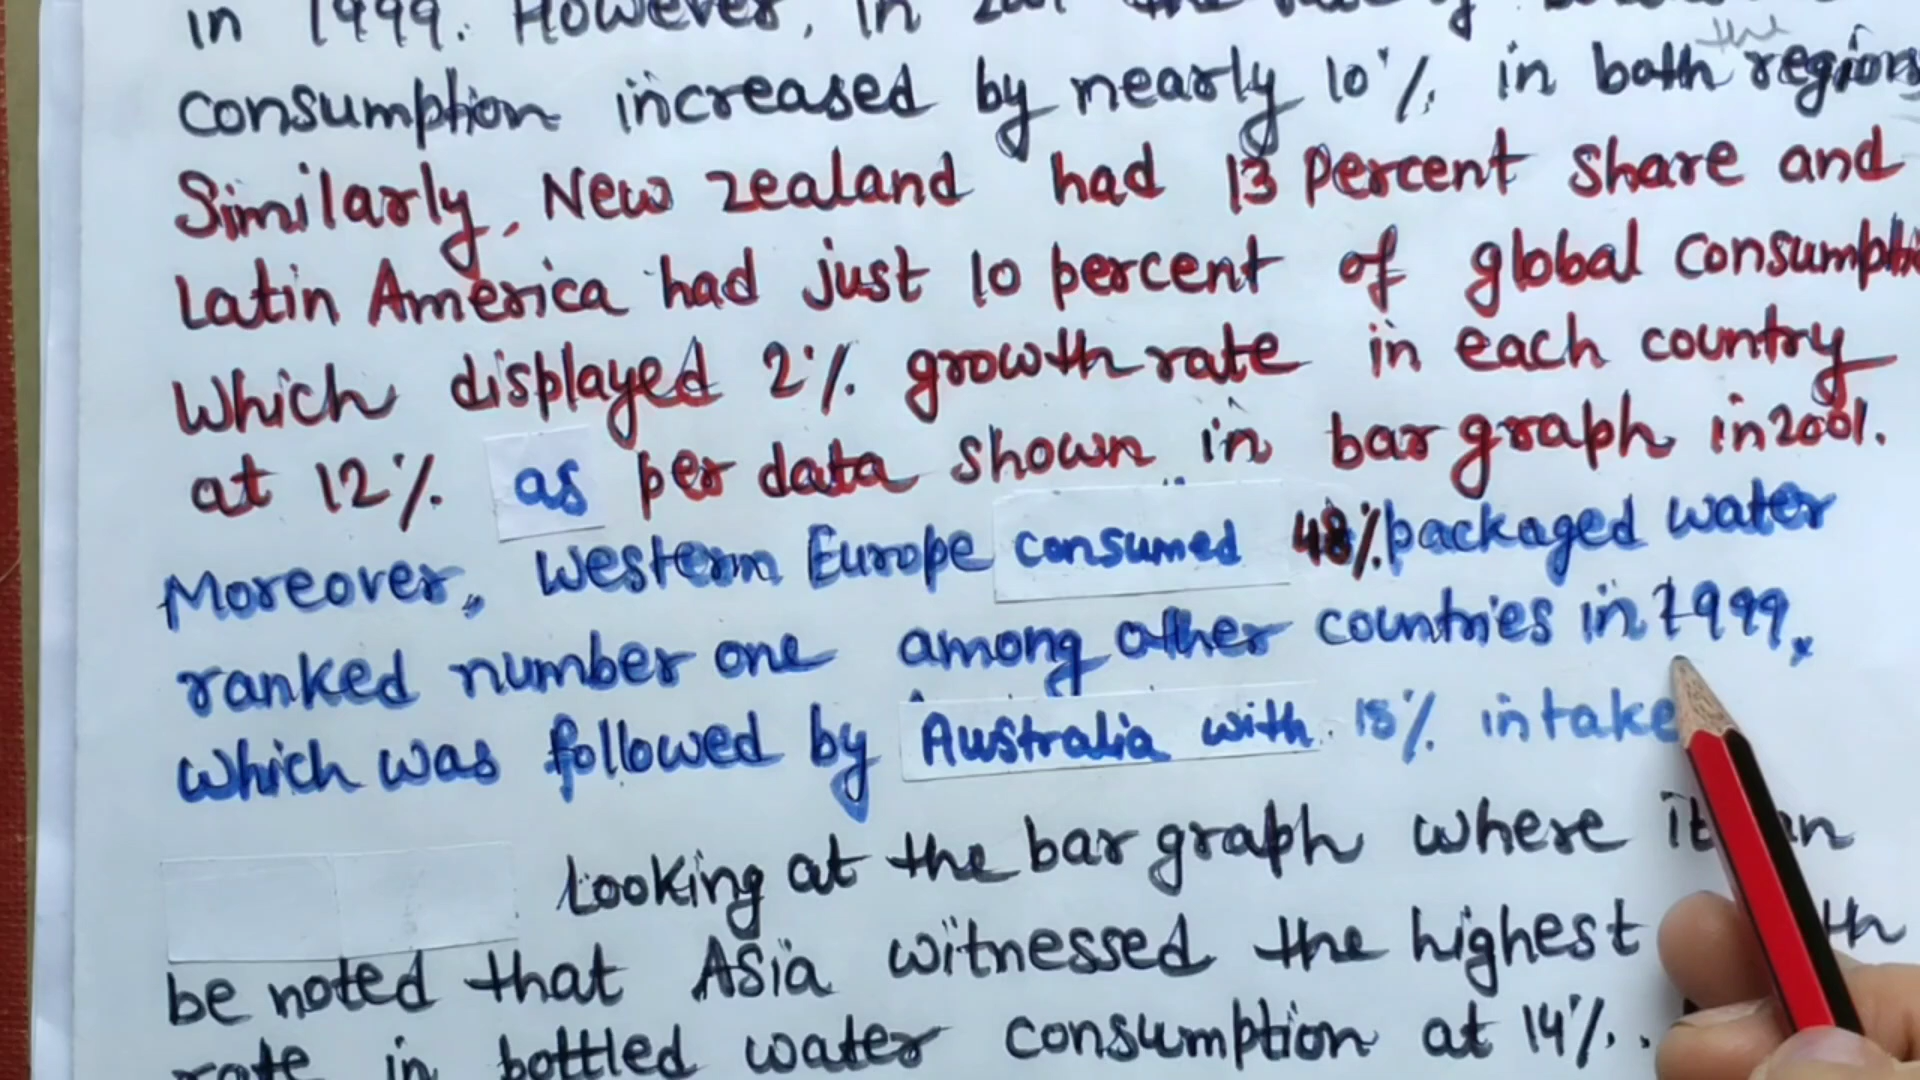 in 1999. However, in
consumption increased by nearly 10% in both the regions
Similarly, New zealand had 13 Percent share and
Latin America had just 10 percent of global consumptio
Which displayed 2% growth rate in each country
at 12% as per data shown in bar graph in 2001.
Moreover, Western Europe consumed 48% packaged water
ranked number one among other countries in 1999,
which was followed by Australia with 15% intake
Looking at the bar graph where it
be noted that Asia witnessed the highest
rate in bottled water consumption at 14%.